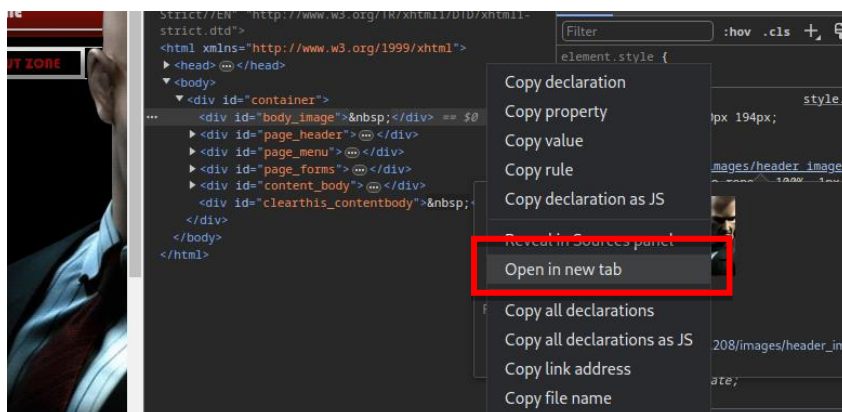 Strict//EN" "http://www.w3.org/TR/xhtml1/DTD/xhtml1-
strict.dtd">
<html xmlns="http://www.w3.org/1999/xhtml">
▶ <head> </head>
▼ <body>
▼ <div id="container">
<div id="body_image">&nbsp;</div> == $0
▶ <div id="page_header"> </div>
▶ <div id="page_menu"> </div>
▶ <div id="page_forms"> </div>
▶ <div id="content_body"> </div>
<div id="clearthis_contentbody">&nbsp;
</div>
</body>
</html>
UT ZONE
Filter
:hov .cls
element.style {
style.
px 194px;
mages/header image
100% 1px
208/images/header_im
ate;
Copy declaration
Copy property
Copy value
Copy rule
Copy declaration as JS
Reveal in Sources panel
Open in new tab
Copy all declarations
Copy all declarations as JS
Copy link address
Copy file name